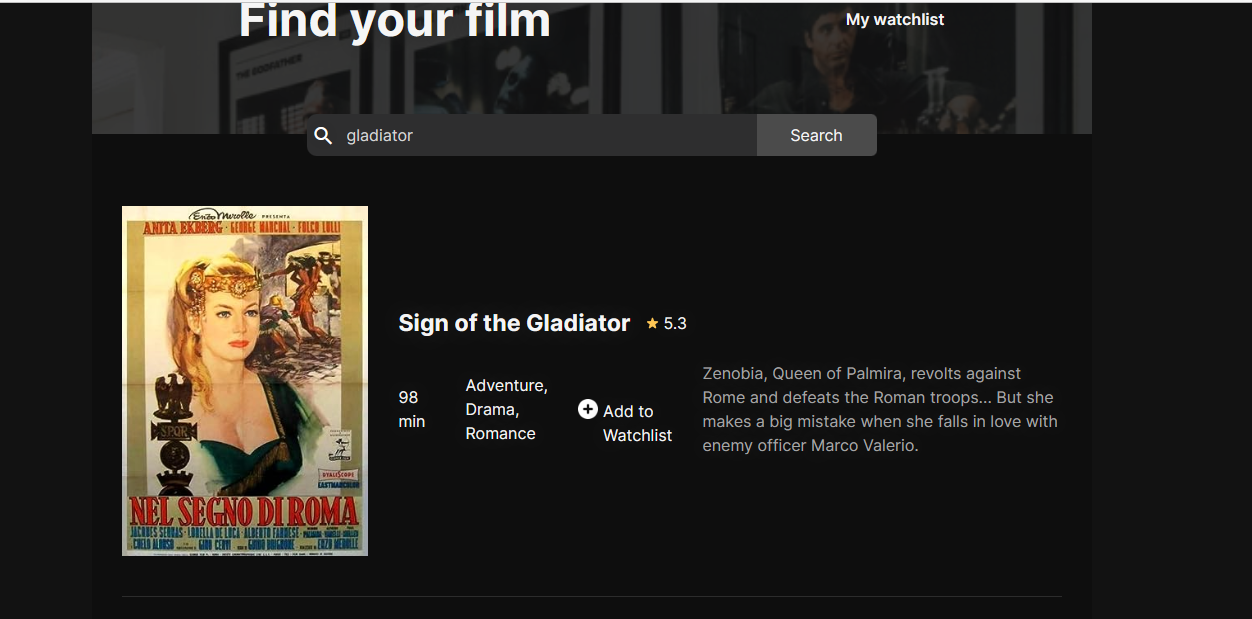 Find your film
My watchlist
THE GODFATHER
gladiator
Search
Enzo Merolle PRESENTA
ANITA EKBERG · GEORGE MARCHAL · FOLCO LULLI
Sign of the Gladiator
5.3
98
min
Adventure,
Drama,
Romance
Add to
Watchlist
Zenobia, Queen of Palmira, revolts against
Rome and defeats the Roman troops... But she
makes a big mistake when she falls in love with
enemy officer Marco Valerio.
SPQR
DYALISCOPE
EASTMANCOLOR
NEL SEGNO DI ROMA
JACQUES SERNAS · LORELLA DE LUCA · ALBERTO FARNESE
GINO CERVI
GUIDO BRIGNONE
ENZO MEROLLE